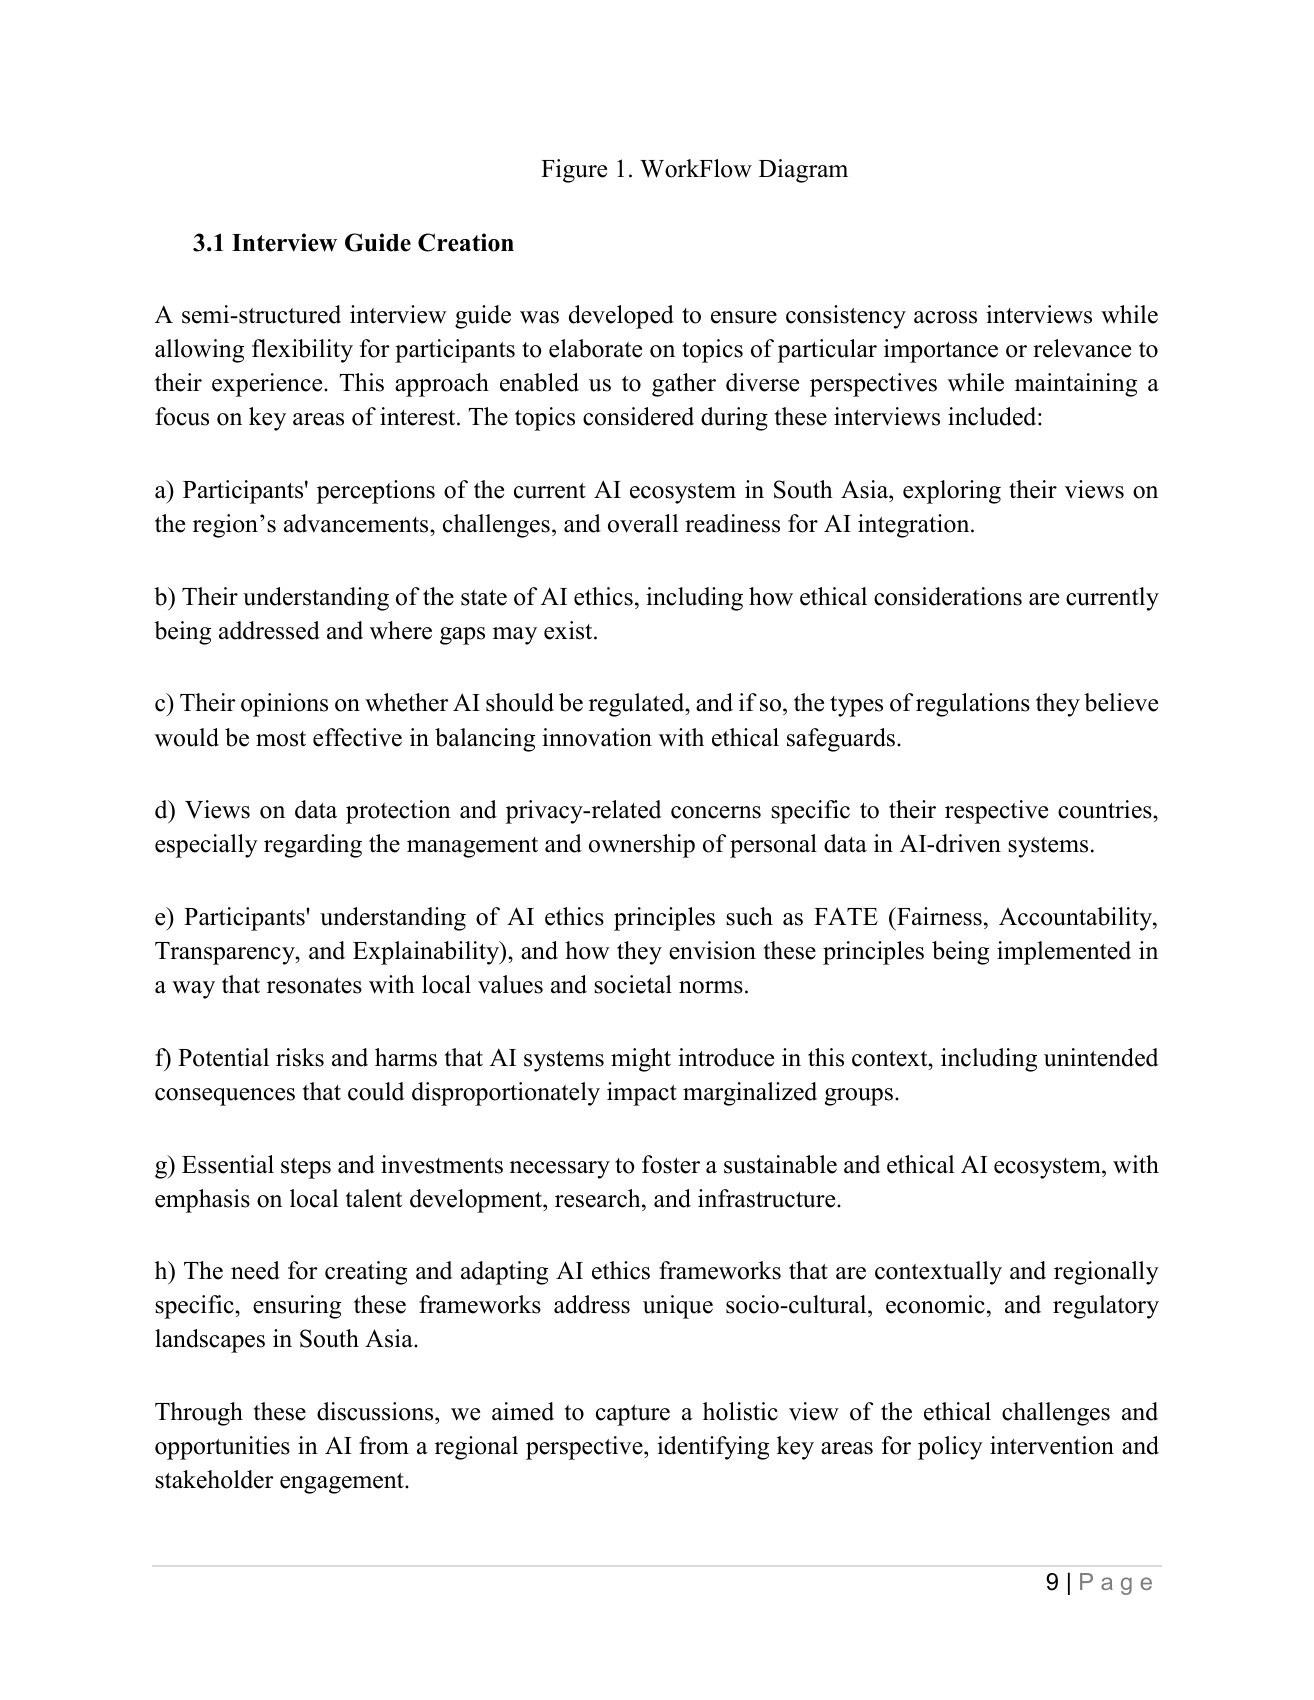 Figure 1. WorkFlow Diagram
3.1 Interview Guide Creation
A semi-structured interview guide was developed to ensure consistency across interviews while
allowing flexibility for participants to elaborate on topics of particular importance or relevance to
their experience. This approach enabled us to gather diverse perspectives while maintaining a
focus on key areas of interest. The topics considered during these interviews included:
a) Participants' perceptions of the current AI ecosystem in South Asia, exploring their views on
the region’s advancements, challenges, and overall readiness for AI integration.
b) Their understanding of the state of AI ethics, including how ethical considerations are currently
being addressed and where gaps may exist.
c) Their opinions on whether AI should be regulated, and if so, the types of regulations they believe
would be most effective in balancing innovation with ethical safeguards.
d) Views on data protection and privacy-related concerns specific to their respective countries,
especially regarding the management and ownership of personal data in AI-driven systems.
e) Participants' understanding of AI ethics principles such as FATE (Fairness, Accountability,
Transparency, and Explainability), and how they envision these principles being implemented in
a way that resonates with local values and societal norms.
f) Potential risks and harms that AI systems might introduce in this context, including unintended
consequences that could disproportionately impact marginalized groups.
g) Essential steps and investments necessary to foster a sustainable and ethical AI ecosystem, with
emphasis on local talent development, research, and infrastructure.
h) The need for creating and adapting AI ethics frameworks that are contextually and regionally
specific, ensuring these frameworks address unique socio-cultural, economic, and regulatory
landscapes in South Asia.
Through these discussions, we aimed to capture a holistic view of the ethical challenges and
opportunities in AI from a regional perspective, identifying key areas for policy intervention and
stakeholder engagement.
9 | Page